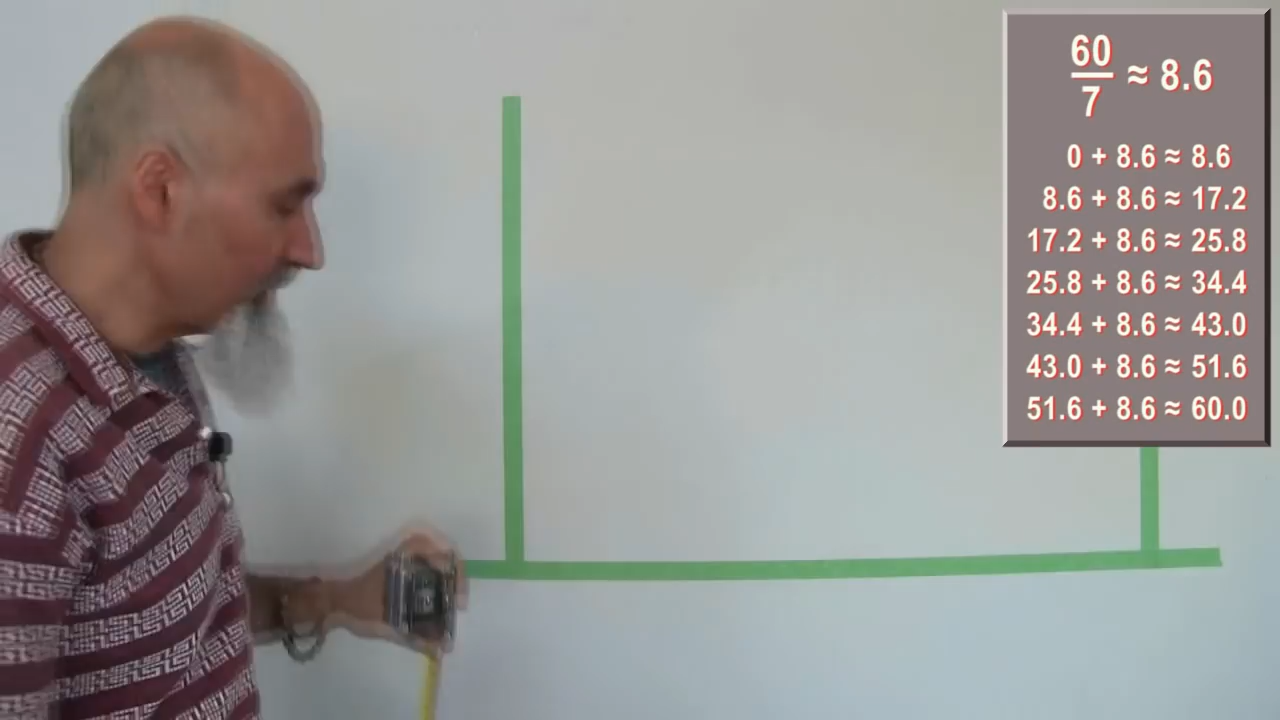 60
7 ≈ 8.6
0 + 8.6 ≈ 8.6
8.6 + 8.6 ≈ 17.2
17.2 + 8.6 ≈ 25.8
25.8 + 8.6 ≈ 34.4
34.4 + 8.6 ≈ 43.0
43.0 + 8.6 ≈ 51.6
51.6 + 8.6 ≈ 60.0